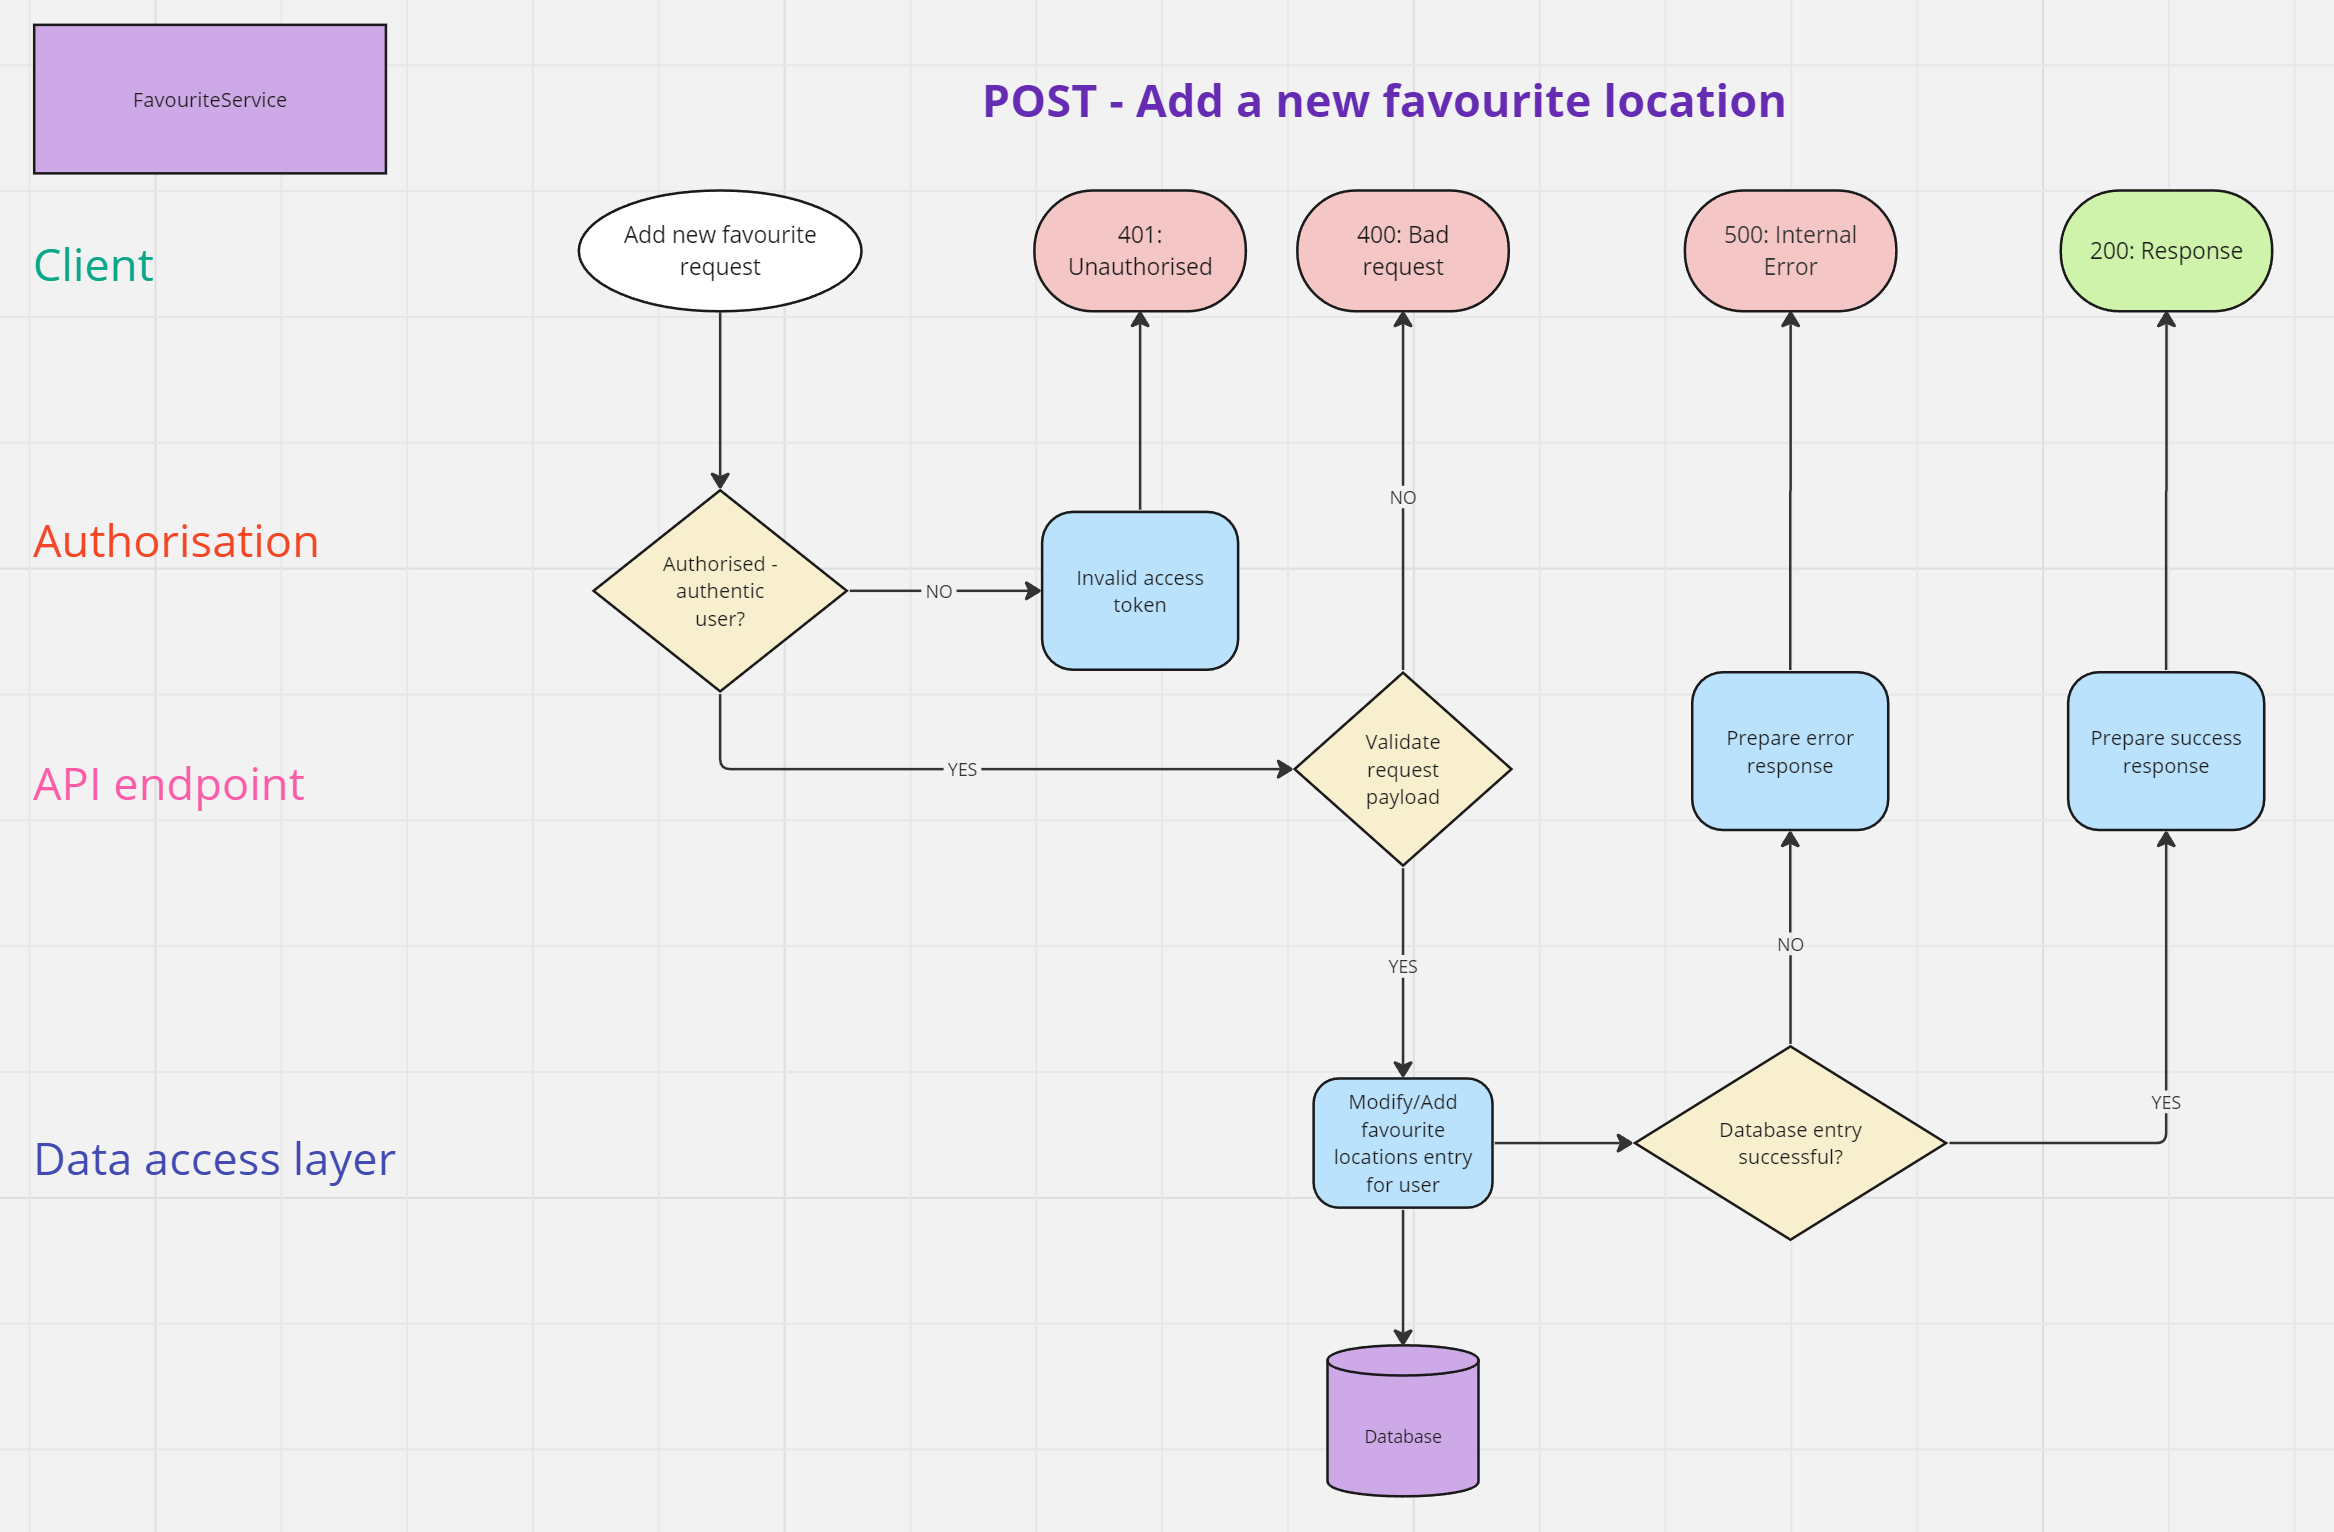 FavouriteService
POST - Add a new favourite location
Client
Add new favourite
request
401:
Unauthorised
400: Bad
request
500: Internal
Error
200: Response
NO
Authorisation
Authorised -
authentic
user?
NO
Invalid access
token
API endpoint
YES
Validate
request
payload
Prepare error
response
Prepare success
response
NO
YES
Data access layer
Modify/Add
favourite
locations entry
for user
Database entry
successful?
YES
Database